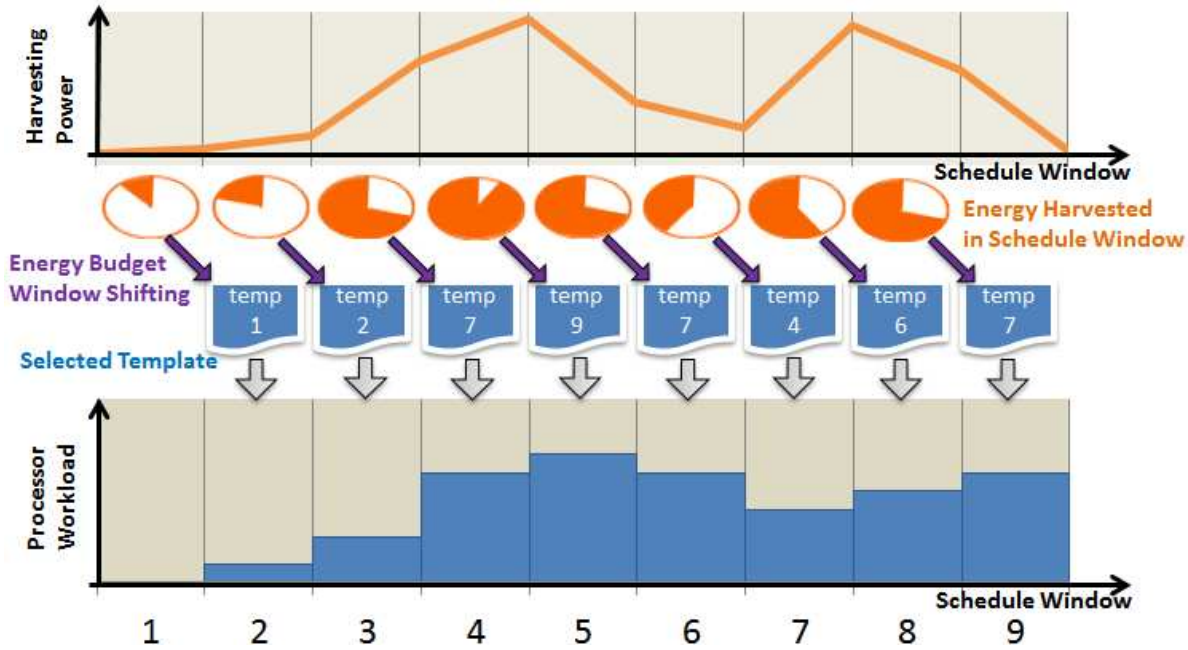 Harvesting
Power
Schedule Window
Energy Harvested
in Schedule Window
Energy Budget
Window Shifting
temp
1
temp
2
temp
7
temp
9
temp
7
temp
4
temp
6
temp
7
Selected Template
Processor
Workload
Schedule Window
1 2 3 4 5 6 7 8 9